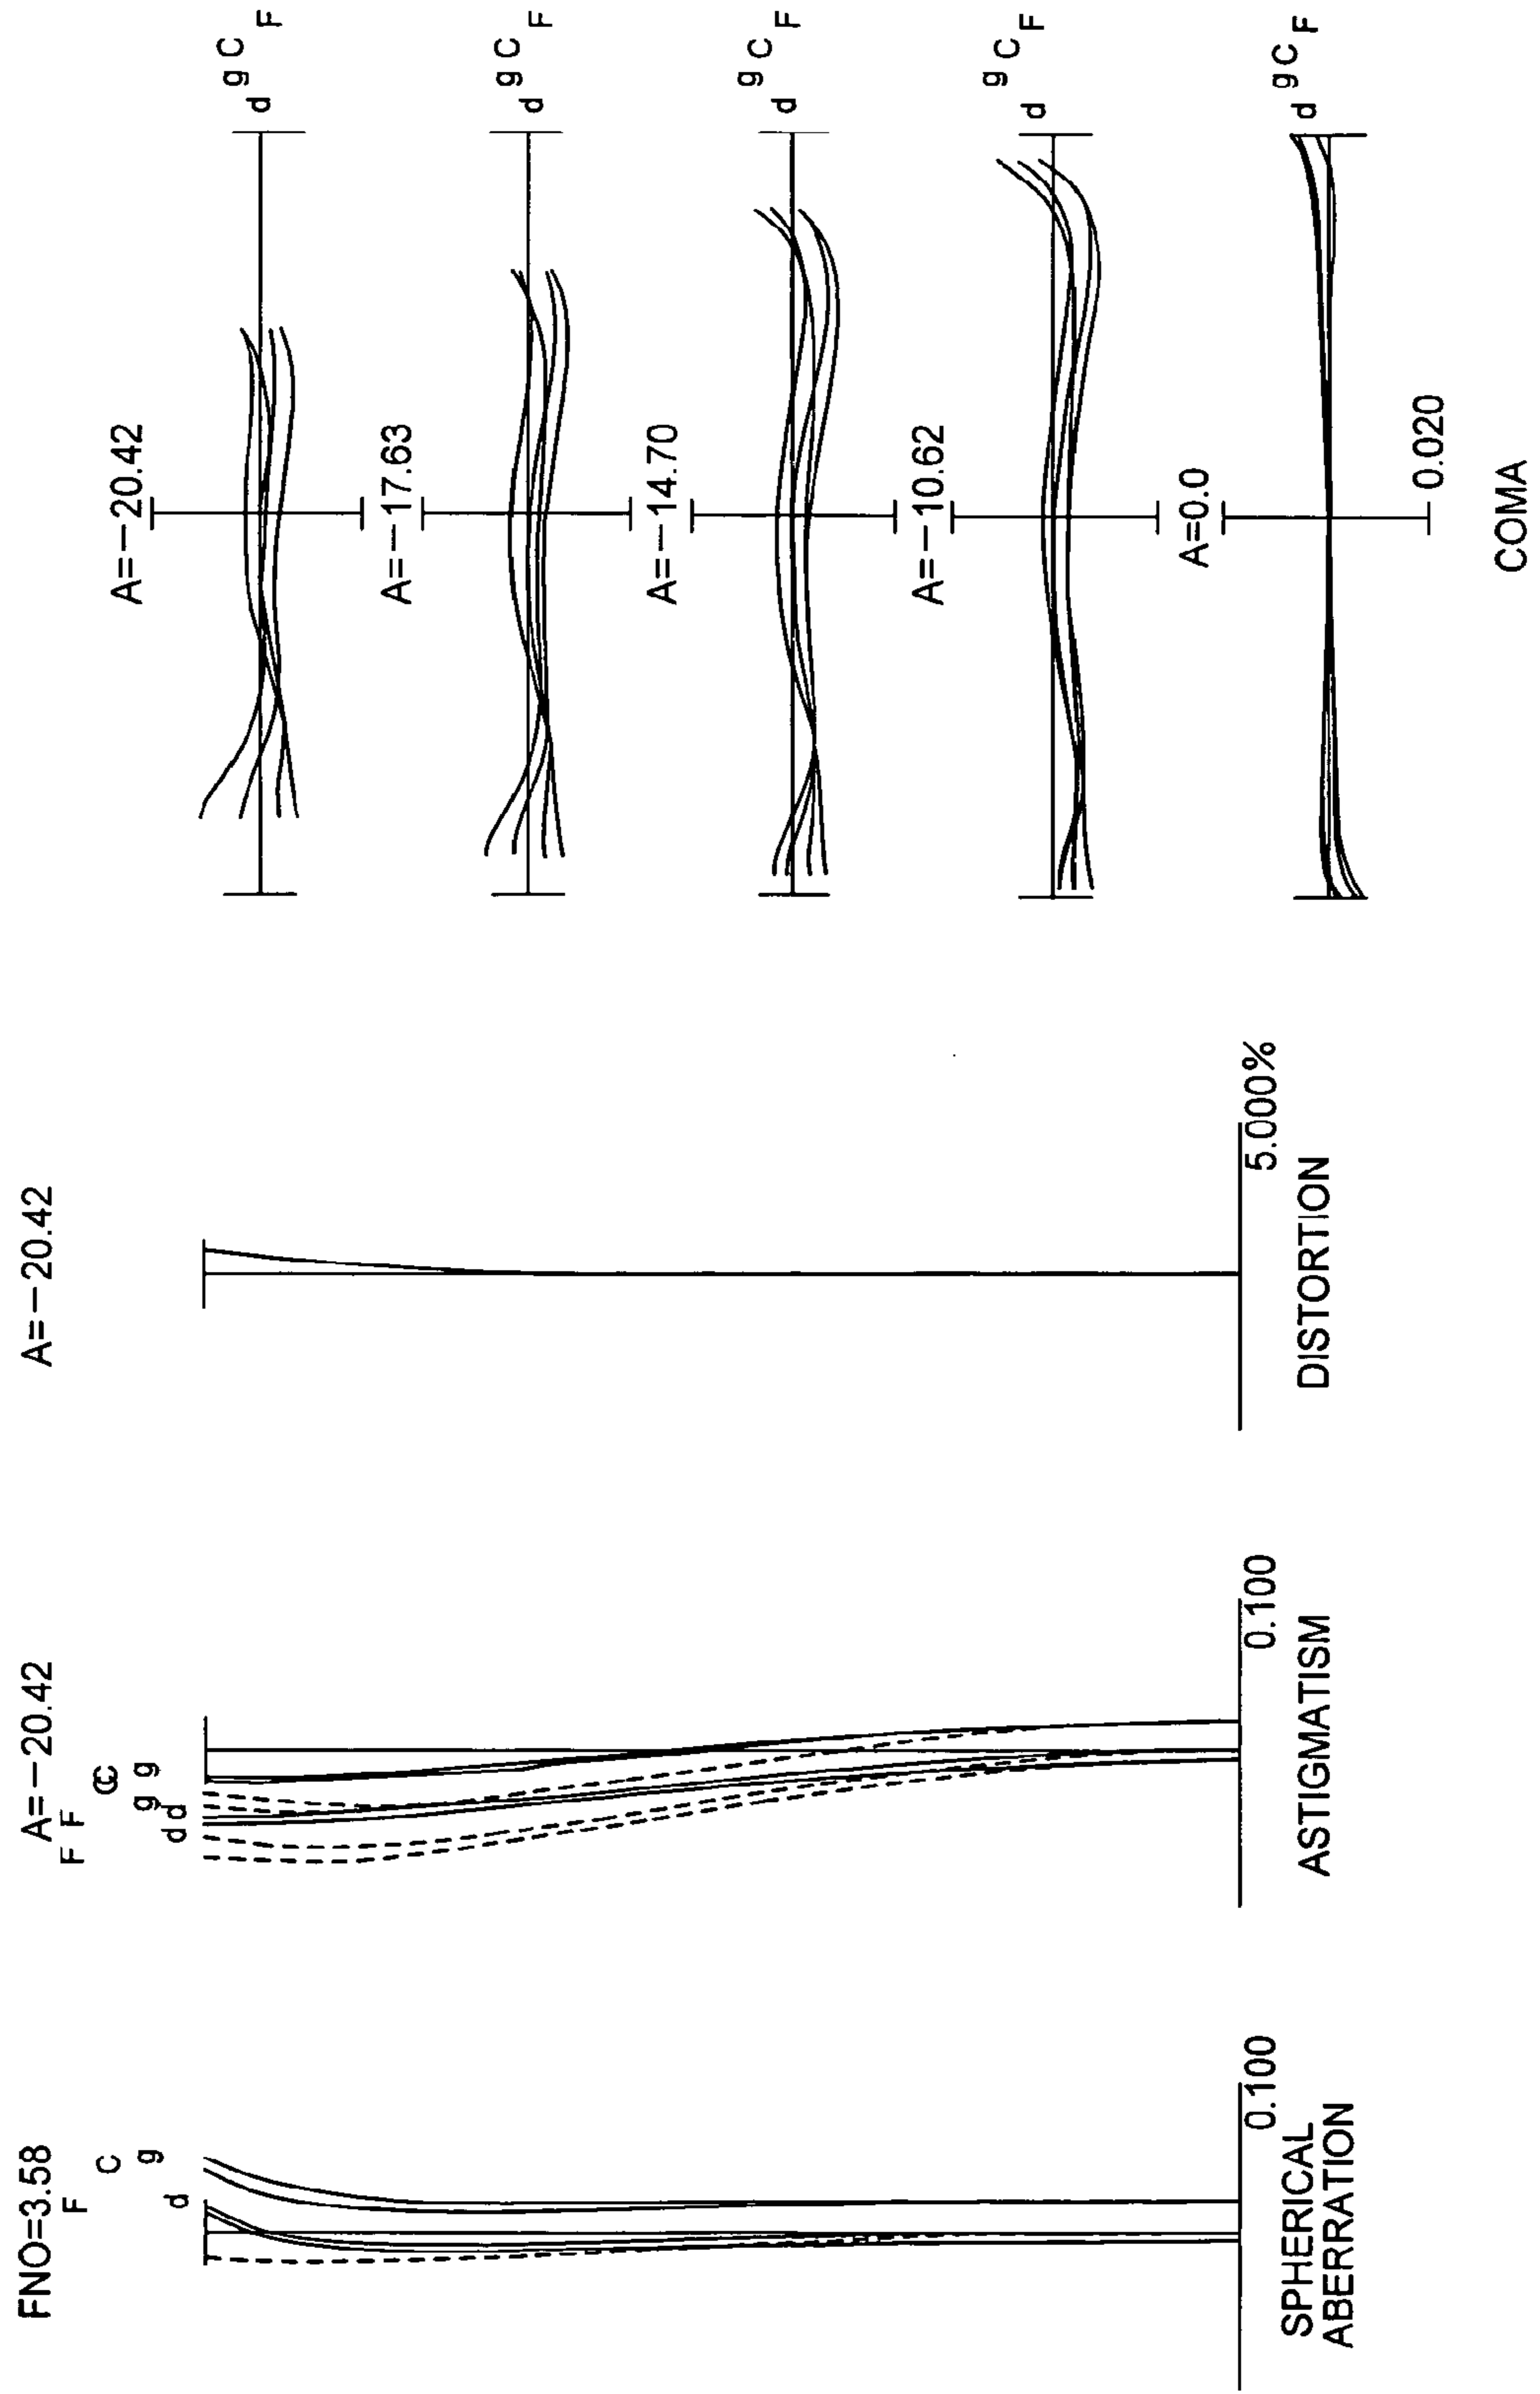 FNO=3.58
F
C
g
d
0.100
SPHERICAL
ABERRATION
A=−20.42
F F
CC
g g
d d
0.100
ASTIGMATISM
A=−20.42
5.000%
DISTORTION
A=−20.42
d g C F
A=−17.63
d g C F
A=−14.70
d g C F
A=−10.62
d g C F
A=0.0
d g C F
0.020
COMA